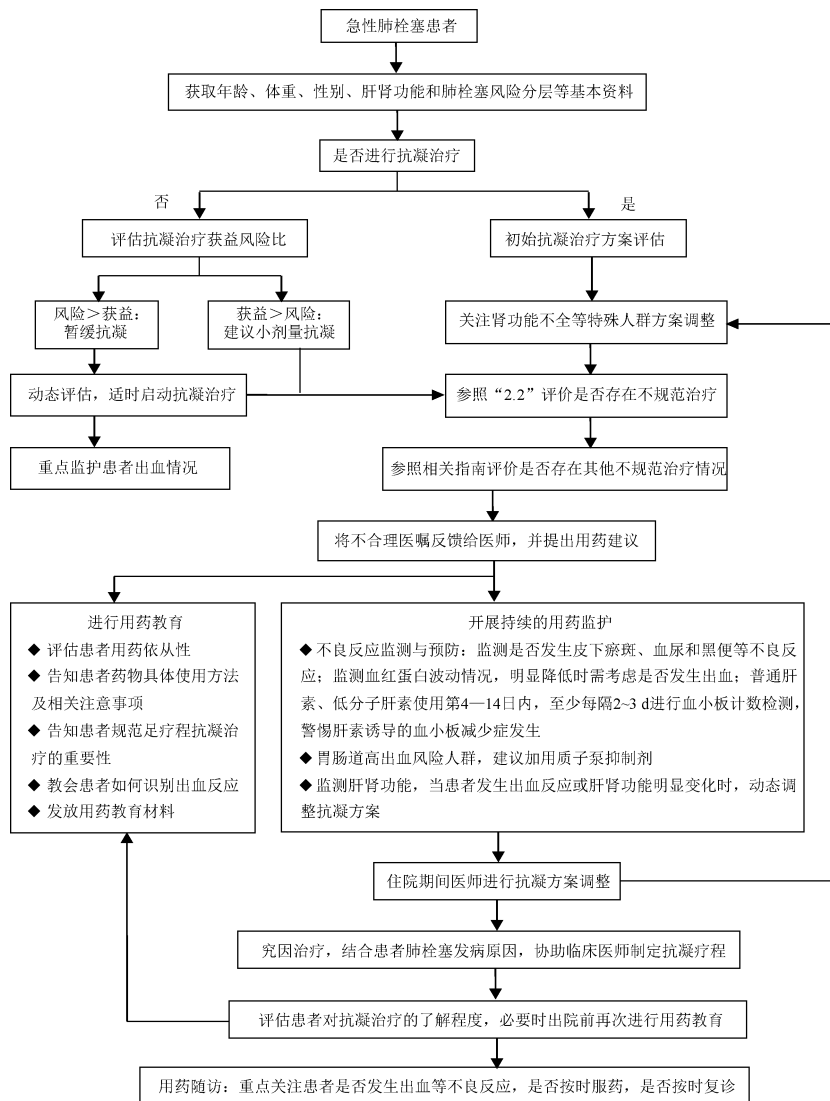 急性肺栓塞患者
获取年龄、体重、性别、肝肾功能和肺栓塞风险分层等基本资料
是否进行抗凝治疗
否
是
评估抗凝治疗获益风险比
初始抗凝治疗方案评估
风险＞获益：
暂缓抗凝
获益＞风险：
建议小剂量抗凝
关注肾功能不全等特殊人群方案调整
动态评估，适时启动抗凝治疗
参照“2.2”评价是否存在不规范治疗
重点监护患者出血情况
参照相关指南评价是否存在其他不规范治疗情况
将不合理医嘱反馈给医师，并提出用药建议
进行用药教育
◆ 评估患者用药依从性
◆ 告知患者药物具体使用方法
及相关注意事项
◆ 告知患者规范足疗程抗凝治
疗的重要性
◆ 教会患者如何识别出血反应
◆ 发放用药教育材料
开展持续的用药监护
◆ 不良反应监测与预防：监测是否发生皮下瘀斑、血尿和黑便等不良反
应；监测血红蛋白波动情况，明显降低时需考虑是否发生出血；普通肝
素、低分子肝素使用第4—14日内，至少每隔2~3 d进行血小板计数检测，
警惕肝素诱导的血小板减少症发生
◆ 胃肠道高出血风险人群，建议加用质子泵抑制剂
◆ 监测肝肾功能，当患者发生出血反应或肝肾功能明显变化时，动态调
整抗凝方案
住院期间医师进行抗凝方案调整
究因治疗，结合患者肺栓塞发病原因，协助临床医师制定抗凝疗程
评估患者对抗凝治疗的了解程度，必要时出院前再次进行用药教育
用药随访：重点关注患者是否发生出血等不良反应，是否按时服药，是否按时复诊